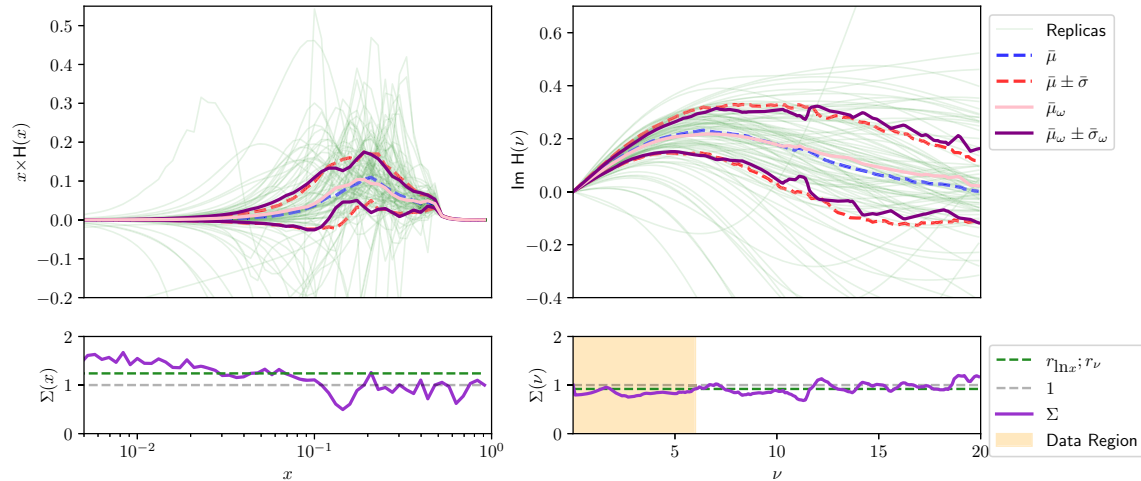 0.5
0.4
0.3
0.2
0.1
0.0
−0.1
−0.2
x×H(x)
0.6
0.4
0.2
0.0
−0.2
−0.4
Im H(ν)
Replicas
μ̄
μ̄ ± σ̄
μ̄_ω
μ̄_ω ± σ̄_ω
2
1
0
Σ(x)
10⁻²
10⁻¹
10⁰
x
2
1
0
Σ(ν)
5
10
15
20
ν
r_lnx; r_ν
1
Σ
Data Region